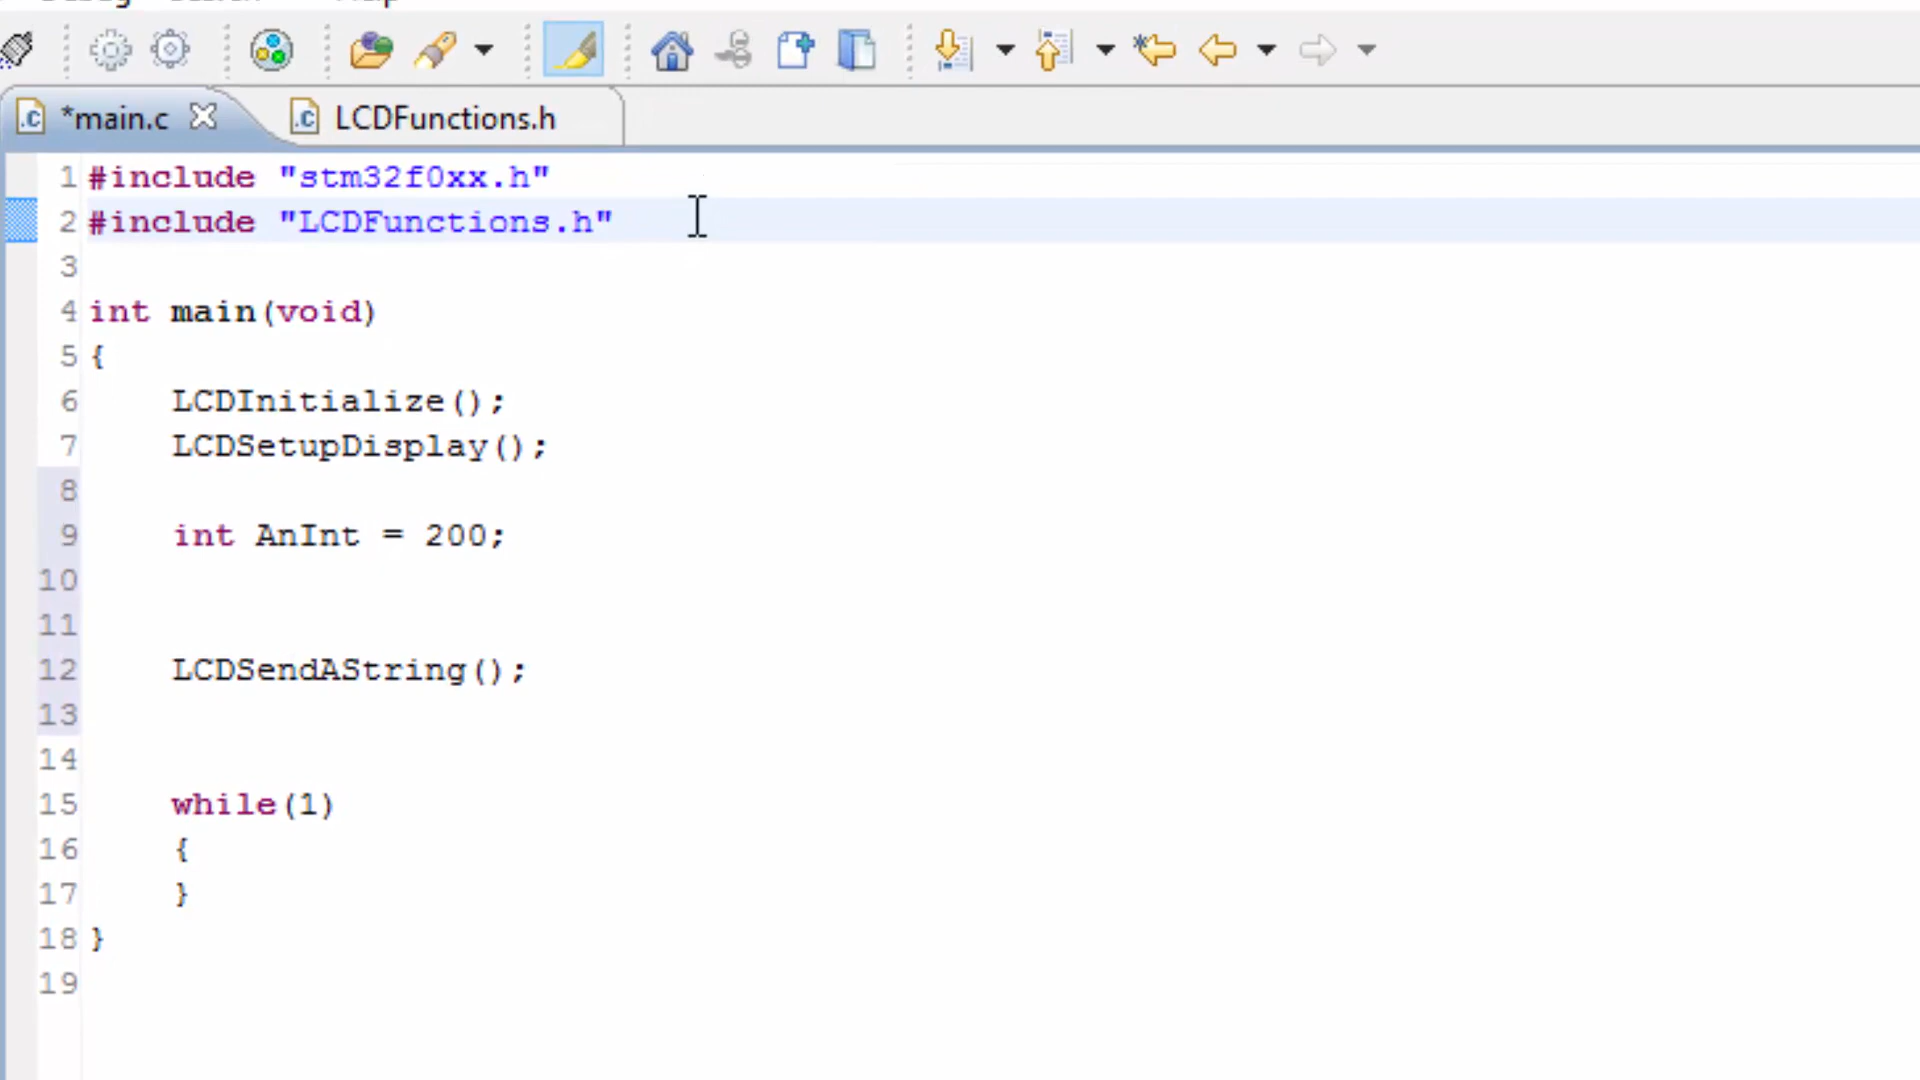 *main.c
LCDFunctions.h
1 #include "stm32f0xx.h"
2 #include "LCDFunctions.h"
3
4 int main(void)
5 {
6 LCDInitialize();
7 LCDSetupDisplay();
8
9 int AnInt = 200;
10
11
12 LCDSendAString();
13
14
15 while(1)
16 {
17 }
18 }
19